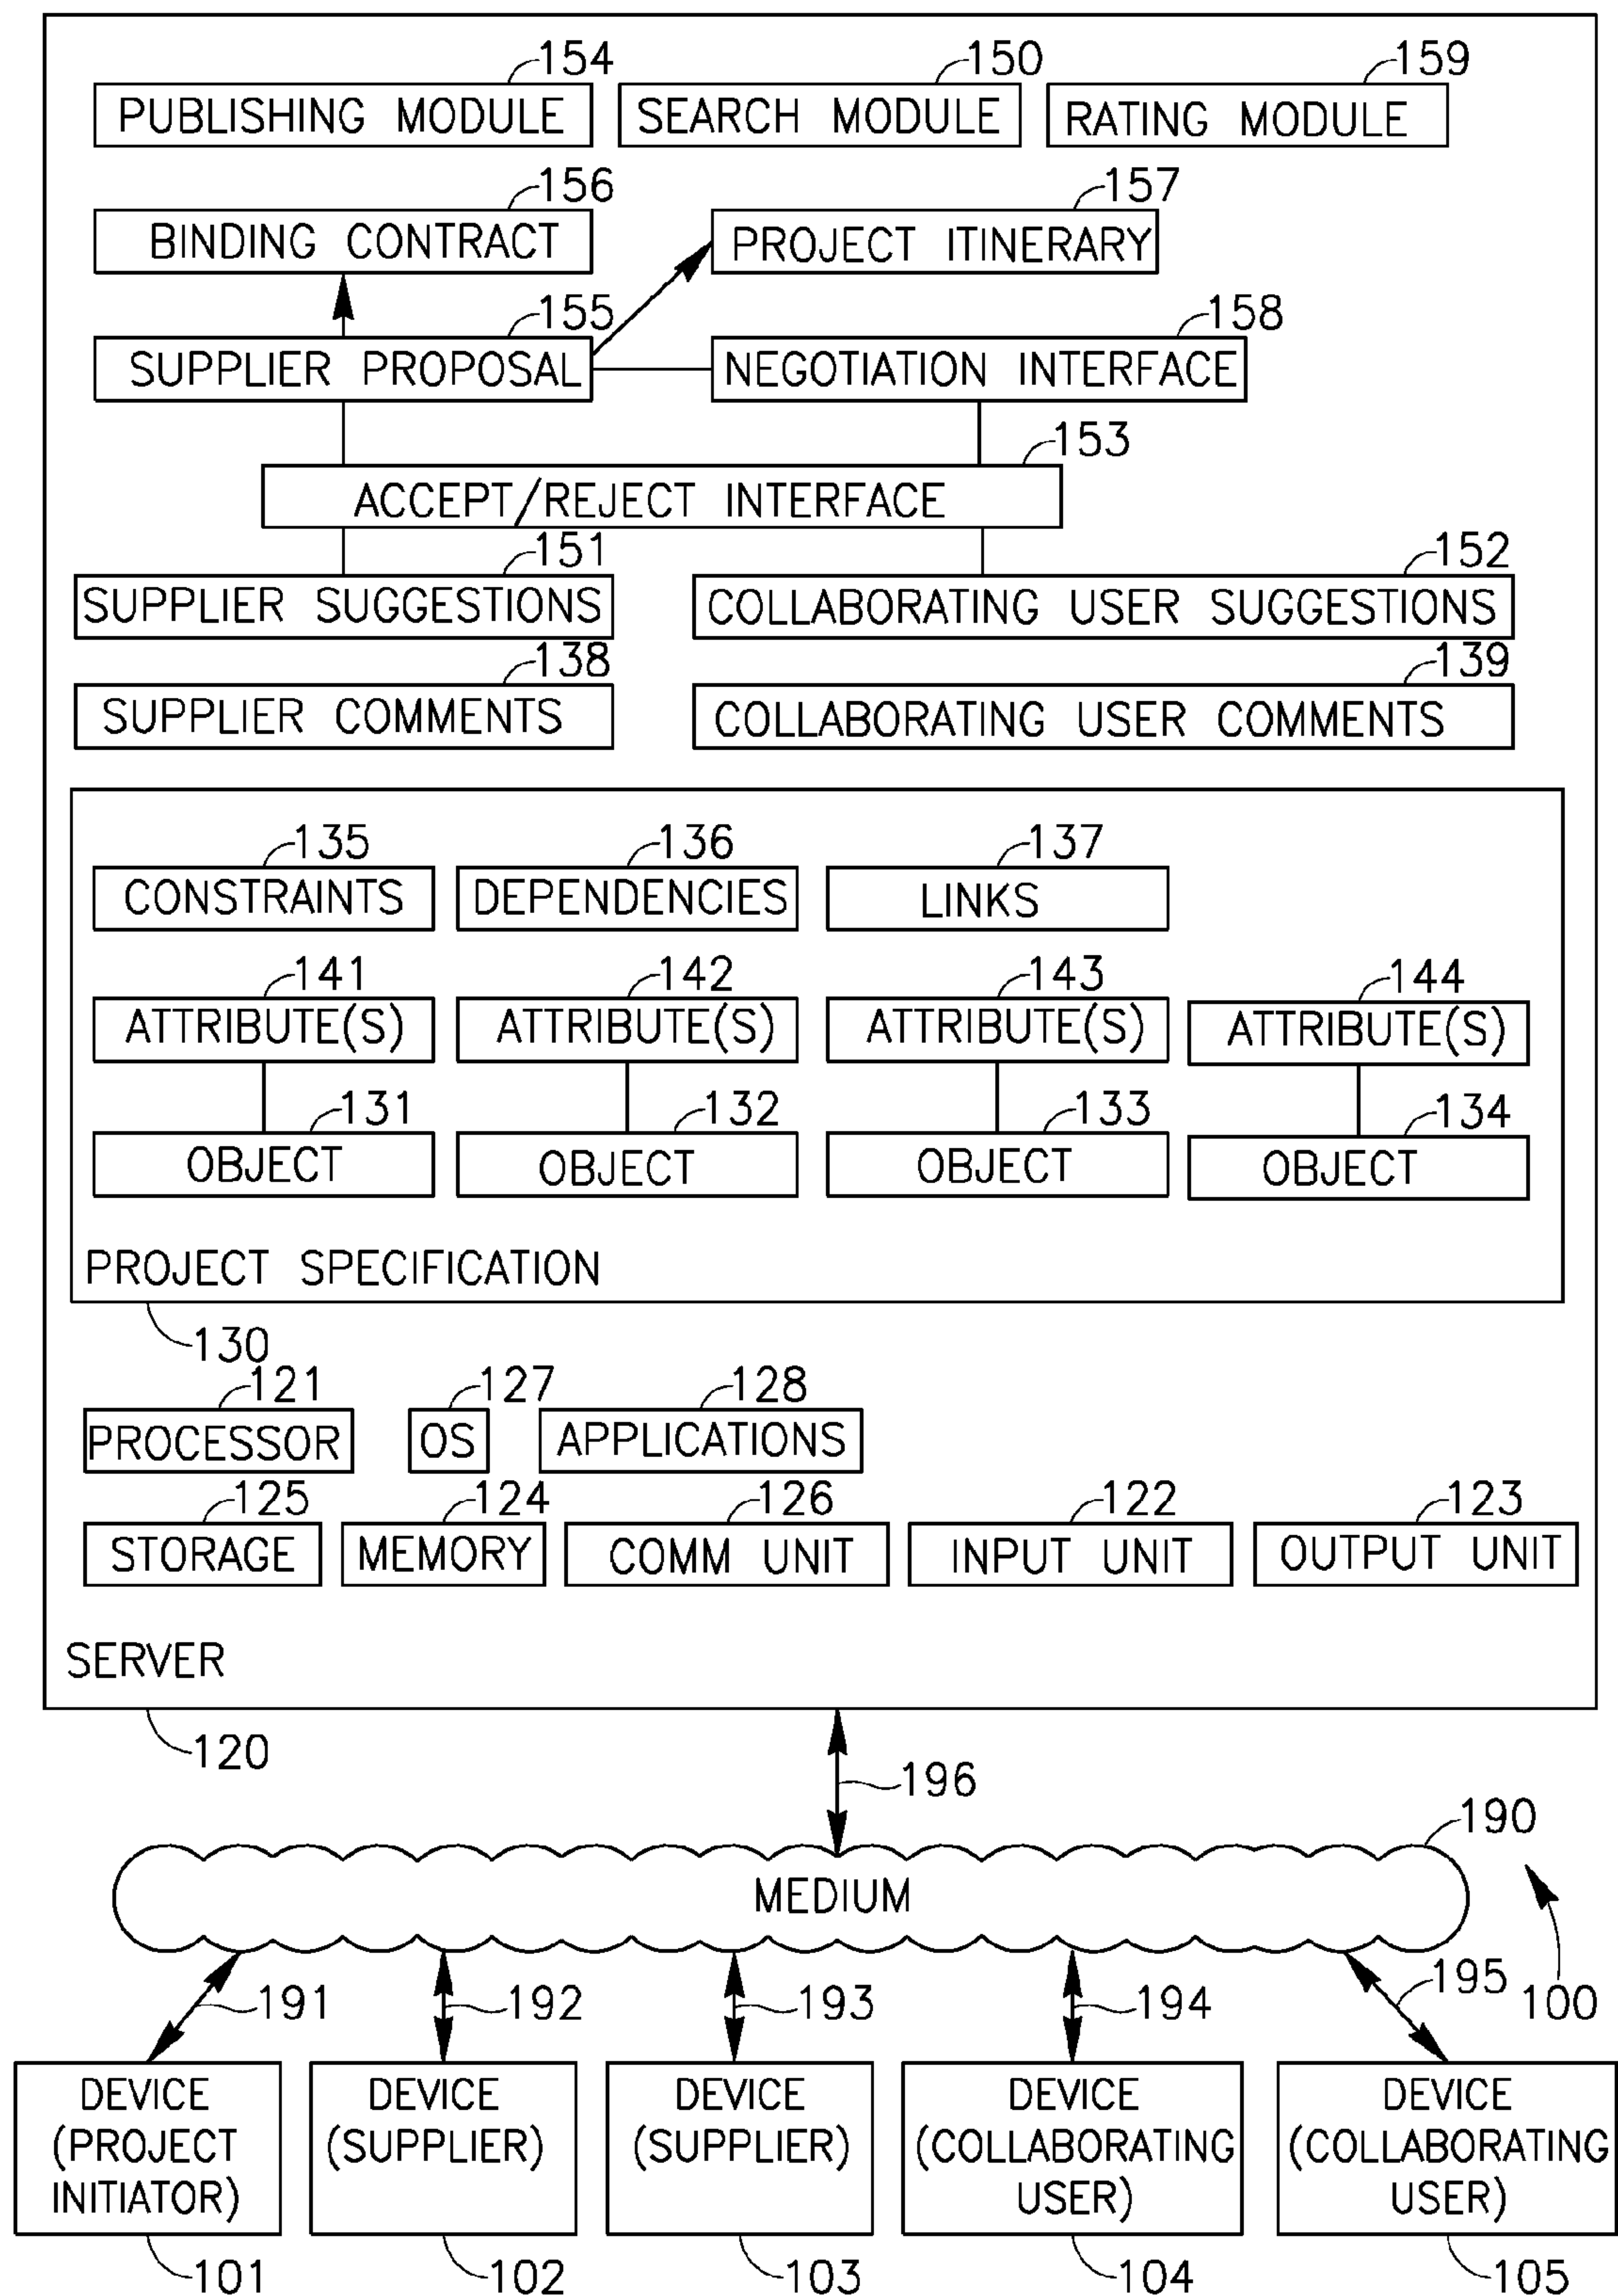 154
150
159
PUBLISHING MODULE
SEARCH MODULE
RATING MODULE
156
157
BINDING CONTRACT
PROJECT ITINERARY
155
158
SUPPLIER PROPOSAL
NEGOTIATION INTERFACE
153
ACCEPT/REJECT INTERFACE
151
152
SUPPLIER SUGGESTIONS
COLLABORATING USER SUGGESTIONS
138
139
SUPPLIER COMMENTS
COLLABORATING USER COMMENTS
135
136
137
CONSTRAINTS
DEPENDENCIES
LINKS
141
142
143
144
ATTRIBUTE(S)
ATTRIBUTE(S)
ATTRIBUTE(S)
ATTRIBUTE(S)
131
132
133
134
OBJECT
OBJECT
OBJECT
OBJECT
PROJECT SPECIFICATION
130
121
127
128
PROCESSOR
OS
APPLICATIONS
125
124
126
122
123
STORAGE
MEMORY
COMM UNIT
INPUT UNIT
OUTPUT UNIT
SERVER
120
196
190
MEDIUM
191
192
193
194
195
100
DEVICE
(PROJECT
INITIATOR)
DEVICE
(SUPPLIER)
DEVICE
(SUPPLIER)
DEVICE
(COLLABORATING
USER)
DEVICE
(COLLABORATING
USER)
101
102
103
104
105